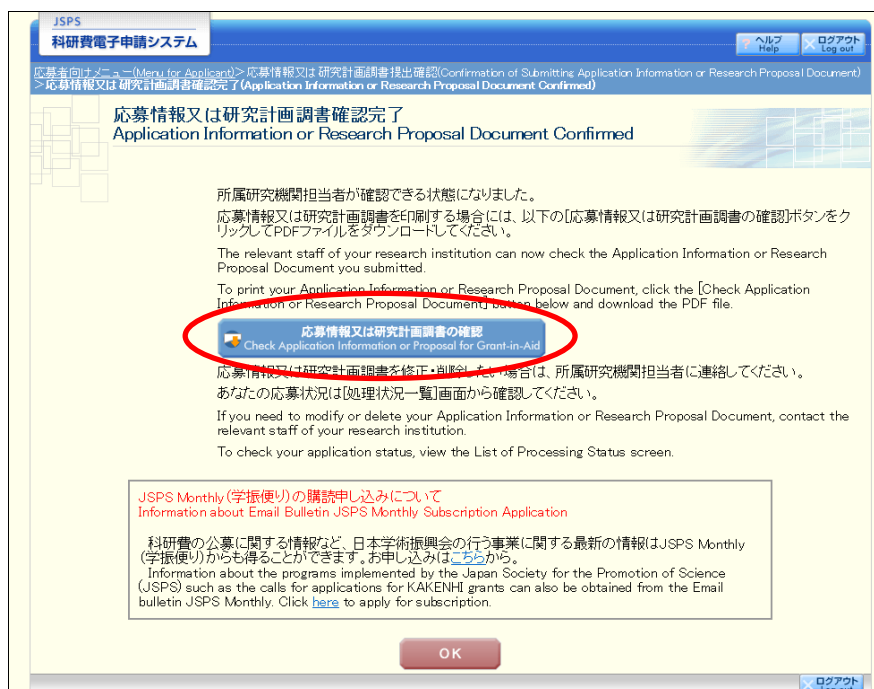 JSPS
科研費電子申請システム
ヘルプ
Help
ログアウト
Log out
応募者向けメニュー(Menu for Applicant)＞応募情報又は研究計画調書提出確認(Confirmation of Submitting Application Information or Research Proposal Document)
＞応募情報又は研究計画調書確認完了(Application Information or Research Proposal Document Confirmed)
応募情報又は研究計画調書確認完了
Application Information or Research Proposal Document Confirmed
所属研究機関担当者が確認できる状態になりました。
応募情報又は研究計画調書を印刷する場合には、以下の[応募情報又は研究計画調書の確認]ボタンをク
リックしてPDFファイルをダウンロードしてください。
The relevant staff of your research institution can now check the Application Information or Research
Proposal Document you submitted.
To print your Application Information or Research Proposal Document, click the [Check Application
Information or Research Proposal Document] button below and download the PDF file.
応募情報又は研究計画調書の確認
Check Application Information or Proposal for Grant-in-Aid
応募情報又は研究計画調書を修正・削除したい場合は、所属研究機関担当者に連絡してください。
あなたの応募状況は[処理状況一覧]画面から確認してください。
If you need to modify or delete your Application Information or Research Proposal Document, contact the
relevant staff of your research institution.
To check your application status, view the List of Processing Status screen.
JSPS Monthly(学振便り)の購読申し込みについて
Information about Email Bulletin JSPS Monthly Subscription Application
科研費の公募に関する情報など、日本学術振興会の行う事業に関する最新の情報はJSPS Monthly
(学振便り)からも得ることができます。お申し込みはこちらから。
Information about the programs implemented by the Japan Society for the Promotion of Science
(JSPS) such as the calls for applications for KAKENHI grants can also be obtained from the Email
bulletin JSPS Monthly. Click here to apply for subscription.
OK
ログアウト